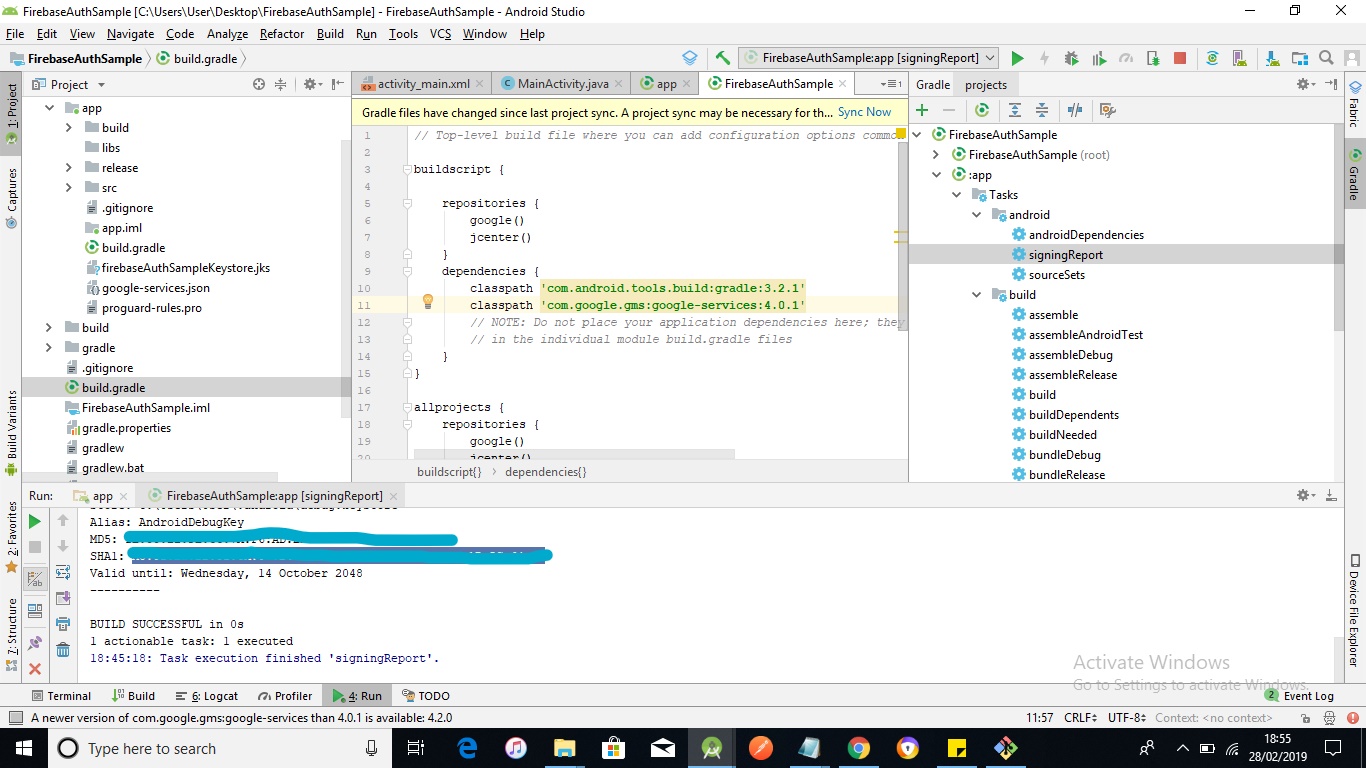 FirebaseAuthSample [C:\Users\User\Desktop\FirebaseAuthSample] - FirebaseAuthSample - Android Studio
File Edit View Navigate Code Analyze Refactor Build Run Tools VCS Window Help
FirebaseAuthSample build.gradle FirebaseAuthSample:app [signingReport]
1: Project
Captures
Build Variants
2: Favorites
7: Structure
Project
app
build
libs
release
src
.gitignore
app.iml
build.gradle
firebaseAuthSampleKeystore.jks
google-services.json
proguard-rules.pro
build
gradle
.gitignore
build.gradle
FirebaseAuthSample.iml
gradle.properties
gradlew
gradlew.bat
activity_main.xml MainActivity.java app FirebaseAuthSample
Gradle files have changed since last project sync. A project sync may be necessary for th... Sync Now
1 // Top-level build file where you can add configuration options common
2
3 buildscript {
4
5 repositories {
6 google()
7 jcenter()
8 }
9 dependencies {
10 classpath 'com.android.tools.build:gradle:3.2.1'
11 classpath 'com.google.gms:google-services:4.0.1'
12 // NOTE: Do not place your application dependencies here; they
13 // in the individual module build.gradle files
14 }
15 }
16
17 allprojects {
18 repositories {
19 google()
20 jcenter()
buildscript{} dependencies{}
Gradle projects
FirebaseAuthSample
FirebaseAuthSample (root)
:app
Tasks
android
androidDependencies
signingReport
sourceSets
build
assemble
assembleAndroidTest
assembleDebug
assembleRelease
build
buildDependents
buildNeeded
bundleDebug
bundleRelease
Fabric
Gradle
Device File Explorer
Run: app FirebaseAuthSample:app [signingReport]
Alias: AndroidDebugKey
MD5:
SHA1:
Valid until: Wednesday, 14 October 2048
----------
BUILD SUCCESSFUL in 0s
1 actionable task: 1 executed
18:45:18: Task execution finished 'signingReport'.
Activate Windows
Go to Settings to activate Windows.
Terminal Build 6: Logcat Profiler 4: Run TODO 2 Event Log
A newer version of com.google.gms:google-services than 4.0.1 is available: 4.2.0 11:57 CRLF UTF-8 Context: <no context>
Type here to search
18:55
28/02/2019